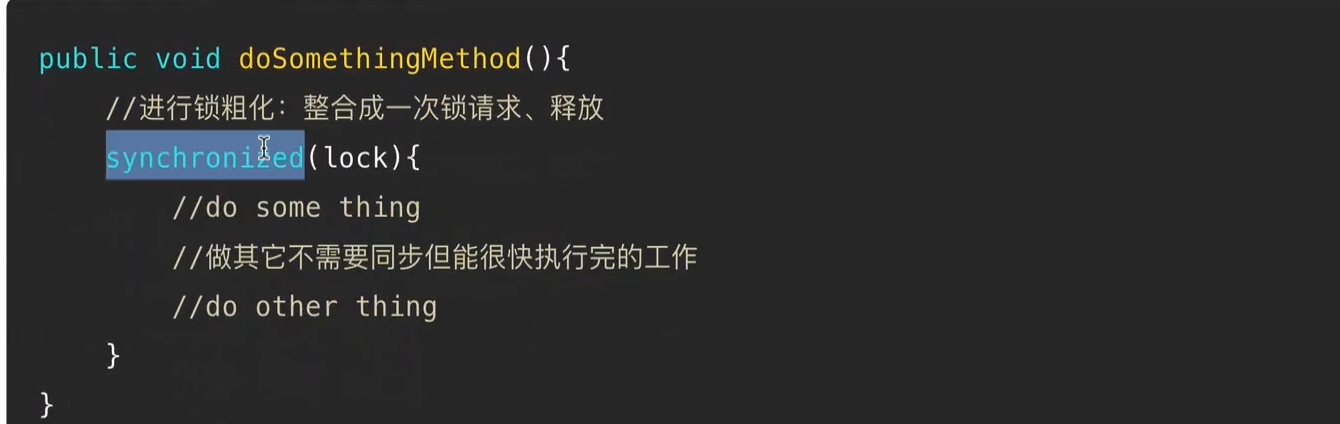 public void doSomethingMethod(){
//进行锁粗化：整合成一次锁请求、释放
synchronized(lock){
//do some thing
//做其它不需要同步但能很快执行完的工作
//do other thing
}
}